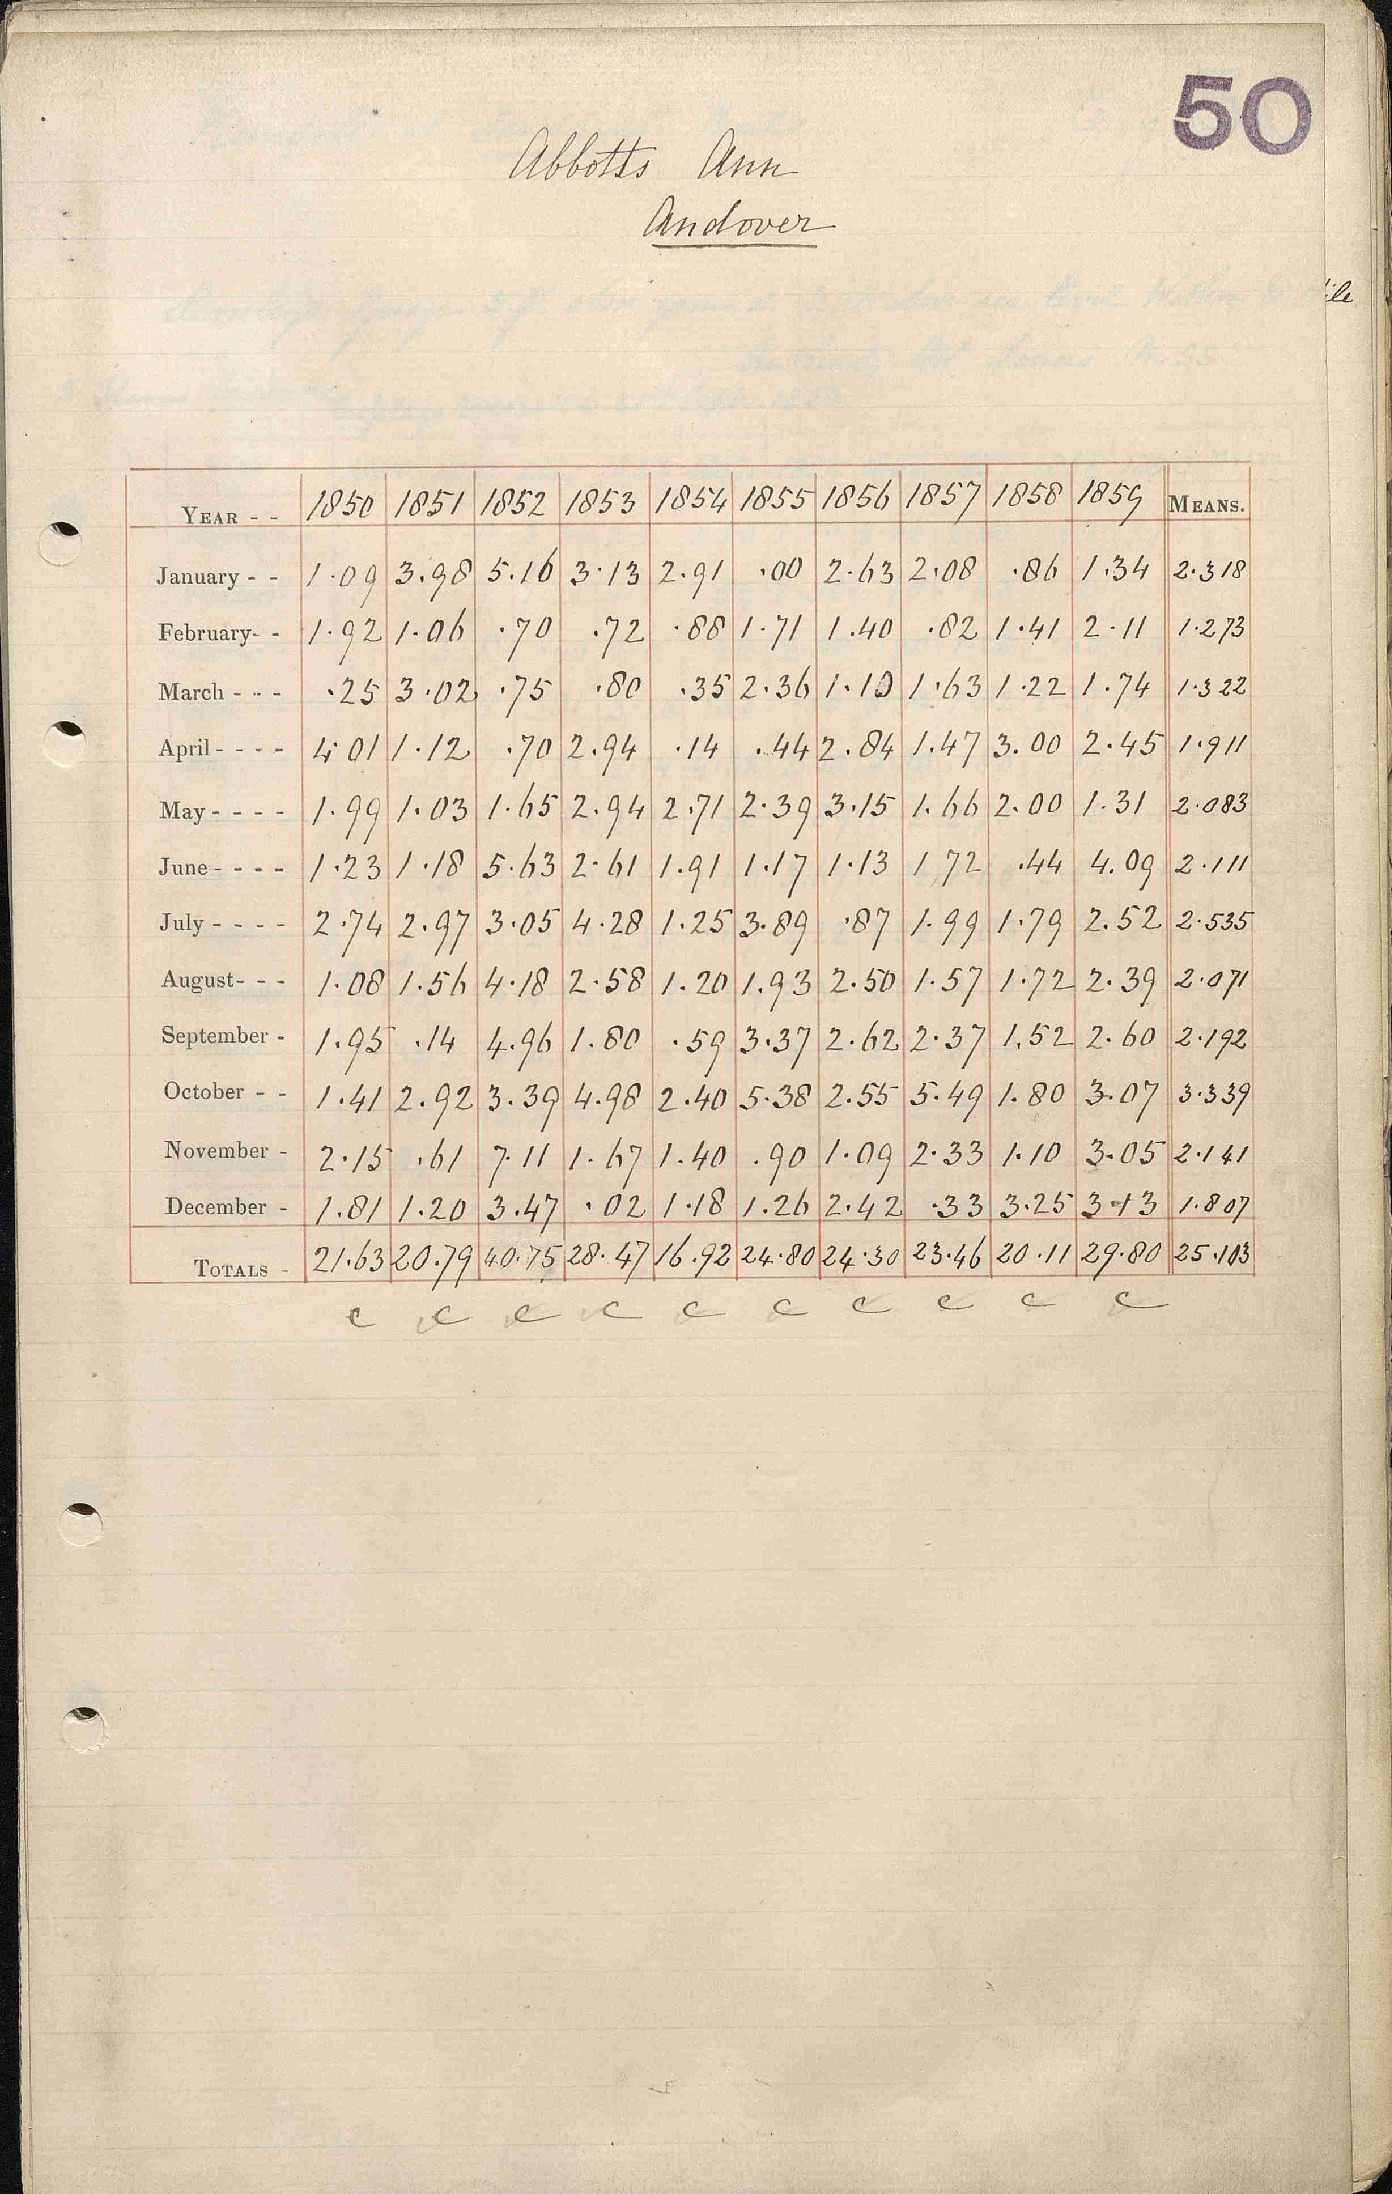 50
Abbotts Ann
Andover
ile
YEAR - - 1850 1851 1852 1853 1854 1855 1856 1857 1858 1859 MEANS.
January - - 1.09 3.98 5.16 3.13 2.91 .00 2.63 2.08 .86 1.34 2.318
February- - 1.92 1.06 .70 .72 .88 1.71 1.40 .82 1.41 2.11 1.273
March - - - .25 3.02 .75 .80 .35 2.36 1.10 1.63 1.22 1.74 1.322
April - - - - 4.01 1.12 .70 2.94 .14 .44 2.84 1.47 3.00 2.45 1.911
May - - - - 1.99 1.03 1.65 2.94 2.71 2.39 3.15 1.66 2.00 1.31 2.083
June - - - - 1.23 1.18 5.63 2.61 1.91 1.17 1.13 1.72 .44 4.09 2.111
July - - - - 2.74 2.97 3.05 4.28 1.25 3.89 .87 1.99 1.79 2.52 2.535
August- - - 1.08 1.56 4.18 2.58 1.20 1.93 2.50 1.57 1.72 2.39 2.071
September - 1.95 .14 4.96 1.80 .59 3.37 2.62 2.37 1.52 2.60 2.192
October - - 1.41 2.92 3.39 4.98 2.40 5.38 2.55 5.49 1.80 3.07 3.339
November - 2.15 .61 7.11 1.67 1.40 .90 1.09 2.33 1.10 3.05 2.141
December - 1.81 1.20 3.47 .02 1.18 1.26 2.42 .33 3.25 3.13 1.807
TOTALS - 21.63 20.79 40.75 28.47 16.92 24.80 24.30 23.46 20.11 29.80 25.103
c c c c c c c c c c